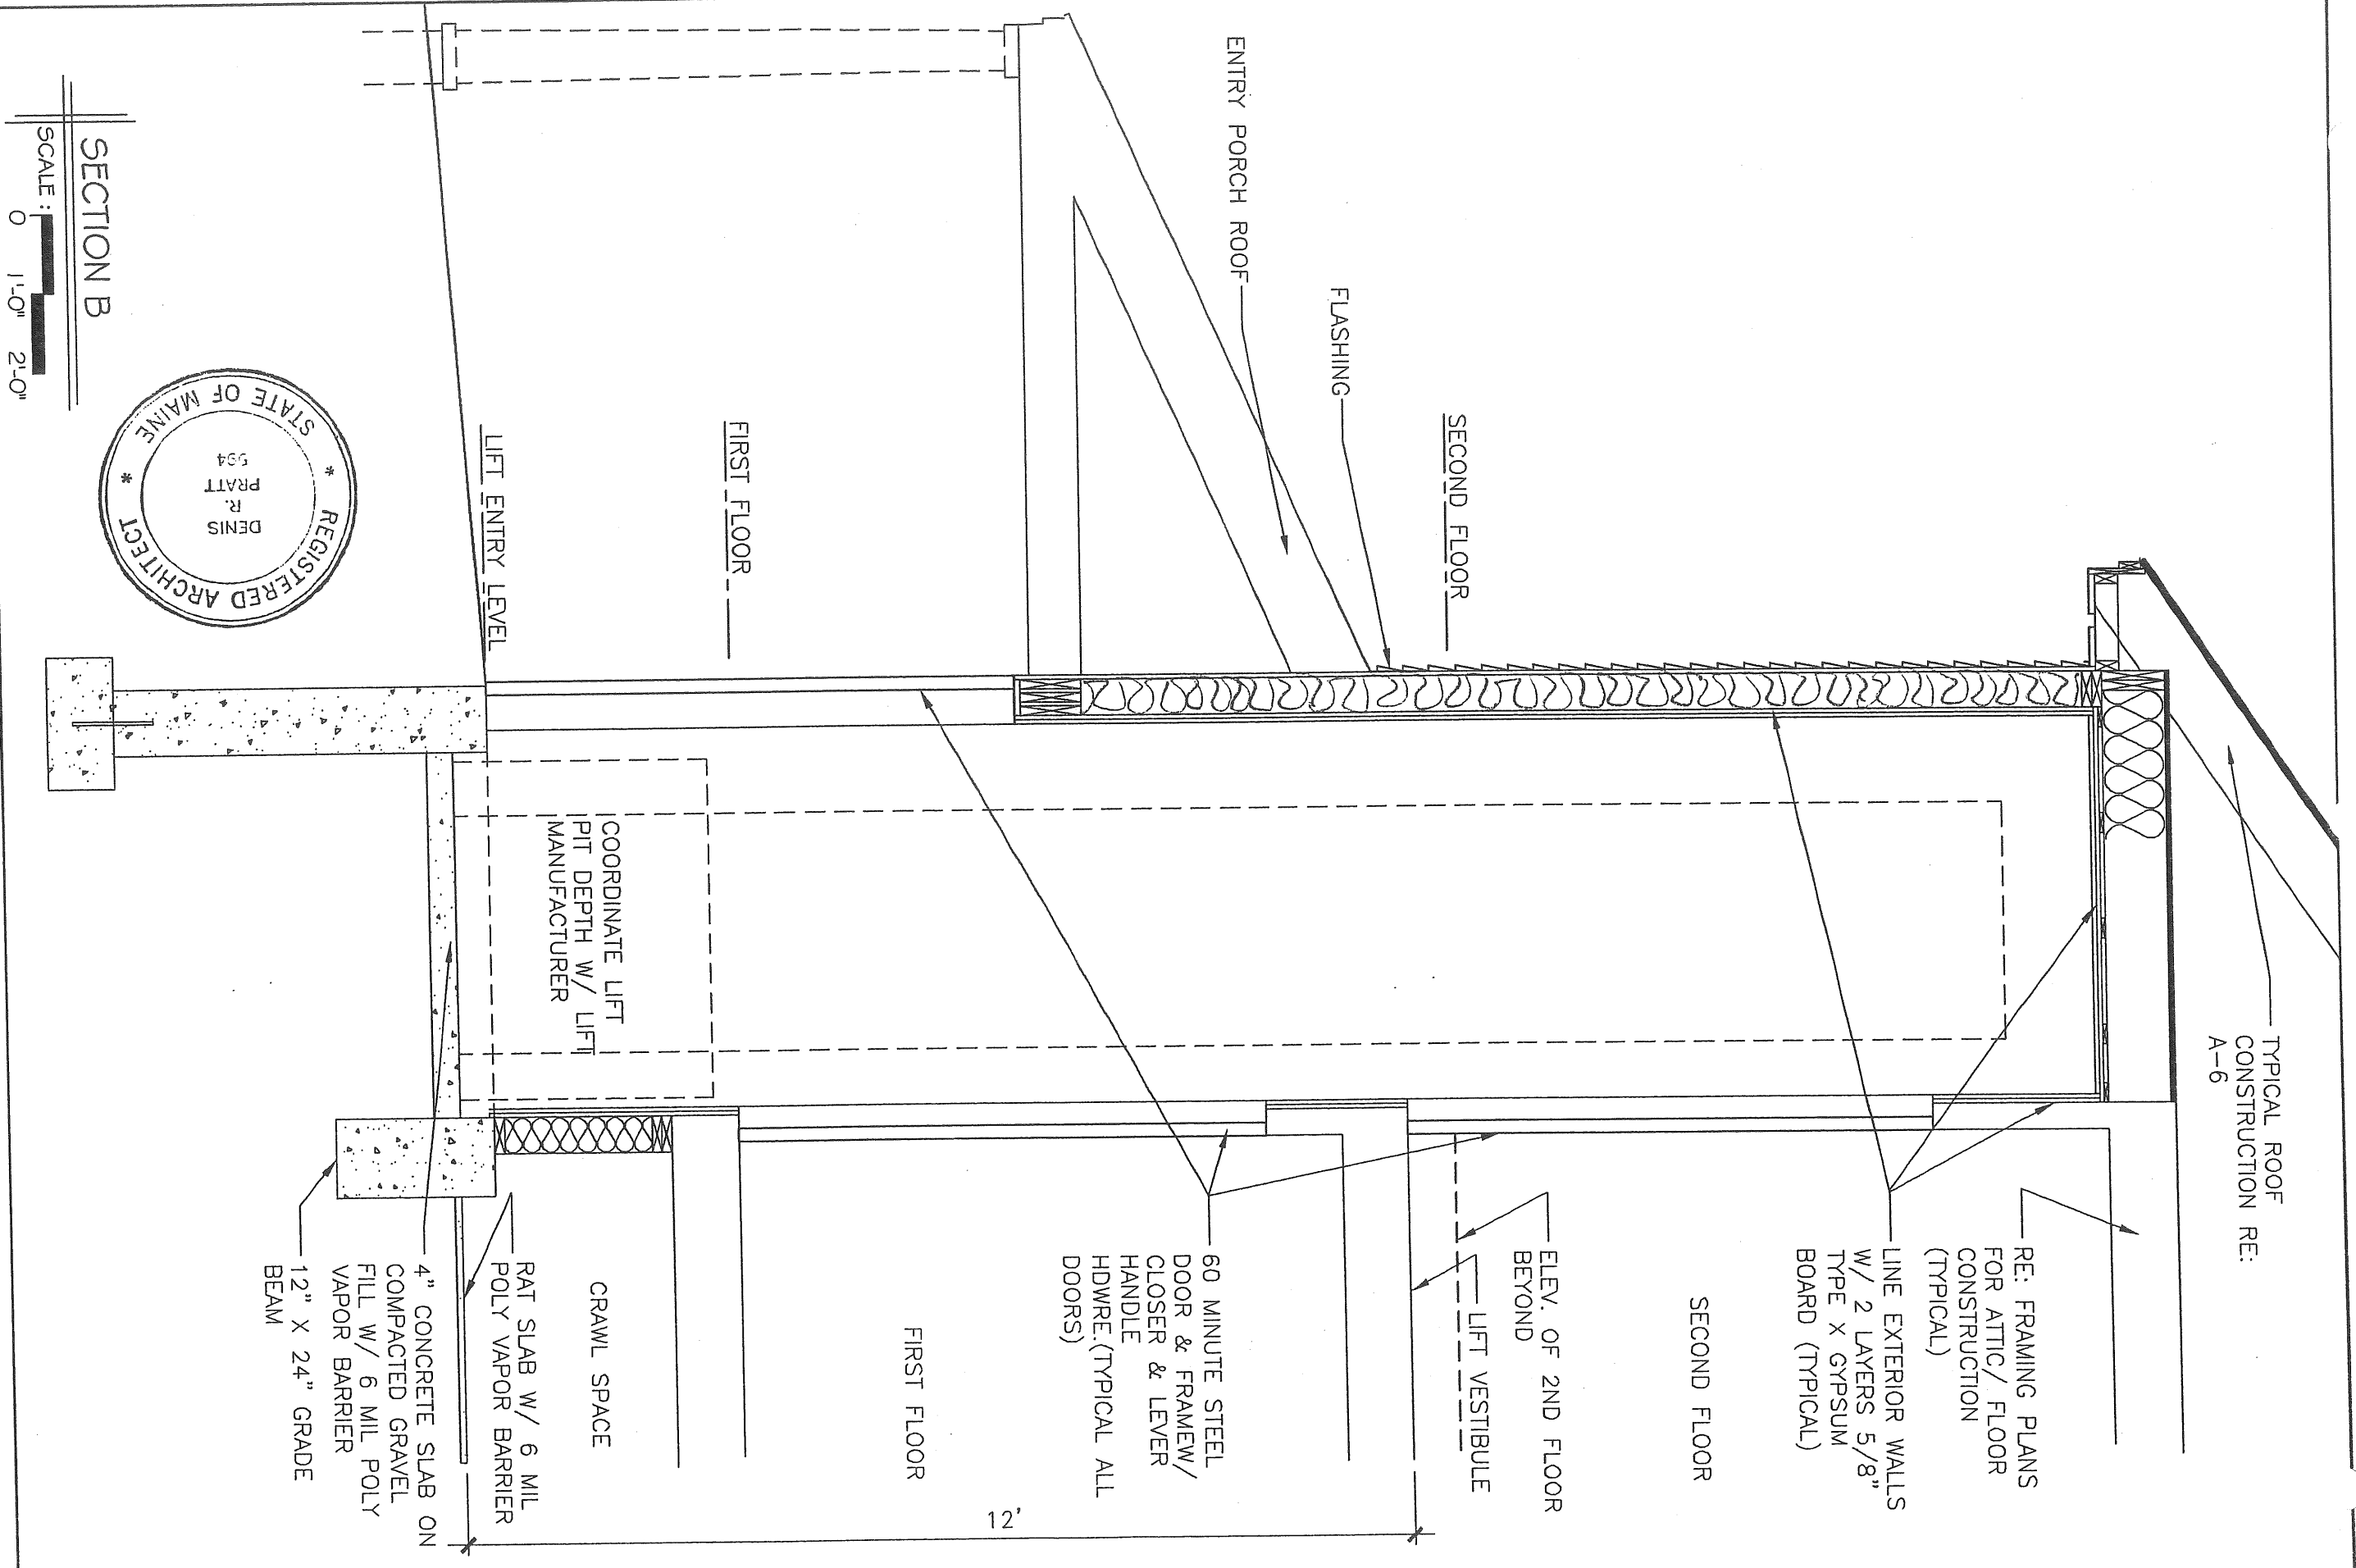 TYPICAL ROOF
CONSTRUCTION RE:
A-6
RE: FRAMING PLANS
FOR ATTIC/ FLOOR
CONSTRUCTION
(TYPICAL)
LINE EXTERIOR WALLS
W/ 2 LAYERS 5/8"
TYPE X GYPSUM
BOARD (TYPICAL)
SECOND FLOOR
SECOND FLOOR
ELEV. OF 2ND FLOOR
BEYOND
LIFT VESTIBULE
FLASHING
ENTRY PORCH ROOF
60 MINUTE STEEL
DOOR & FRAMEW/
CLOSER & LEVER
HANDLE
HDWRE.(TYPICAL ALL
DOORS)
12'
FIRST FLOOR
FIRST FLOOR
COORDINATE LIFT
PIT DEPTH W/ LIFT
MANUFACTURER
CRAWL SPACE
LIFT ENTRY LEVEL
RAT SLAB W/ 6 MIL
POLY VAPOR BARRIER
4" CONCRETE SLAB ON
COMPACTED GRAVEL
FILL W/ 6 MIL POLY
VAPOR BARRIER
12" X 24" GRADE
BEAM
REGISTERED ARCHITECT
* STATE OF MAINE *
DENIS
R.
PRATT
594
SECTION B
SCALE:
0 1'-0" 2'-0"